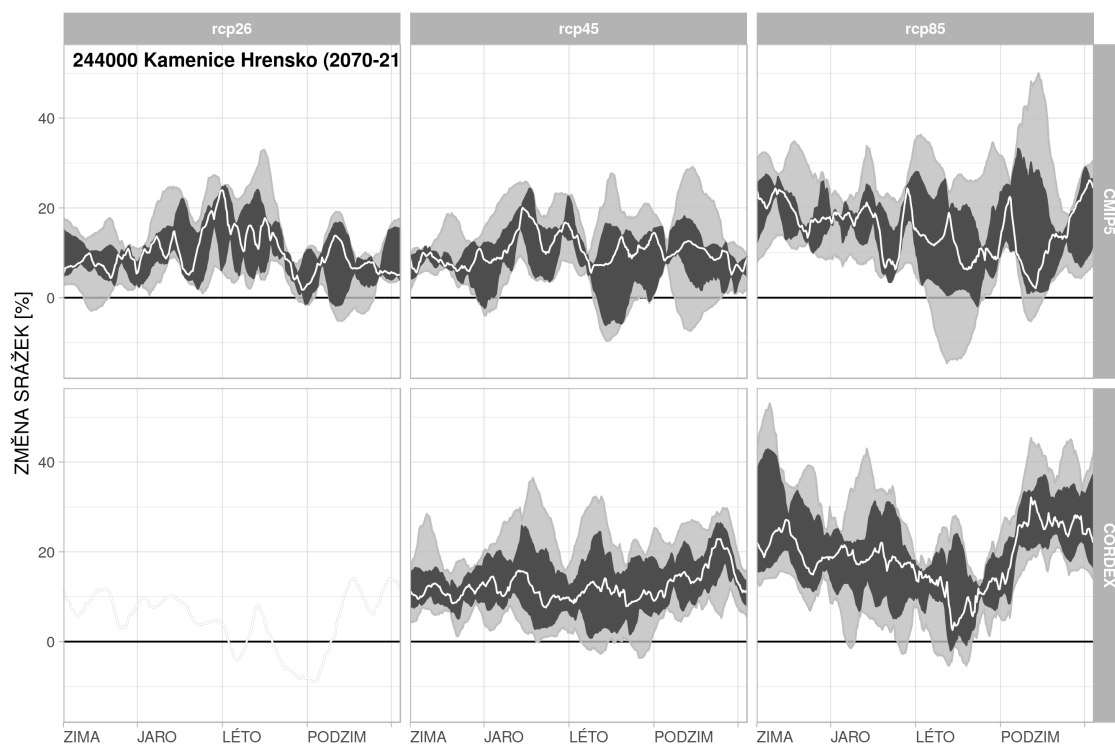 rcp26 rcp45 rcp85
244000 Kamenice Hrensko (2070-21
ZMĚNA SRÁŽEK [%]
40
20
0
CMIP5
40
20
0
CORDEX
ZIMA JARO LÉTO PODZIM ZIMA JARO LÉTO PODZIM ZIMA JARO LÉTO PODZIM